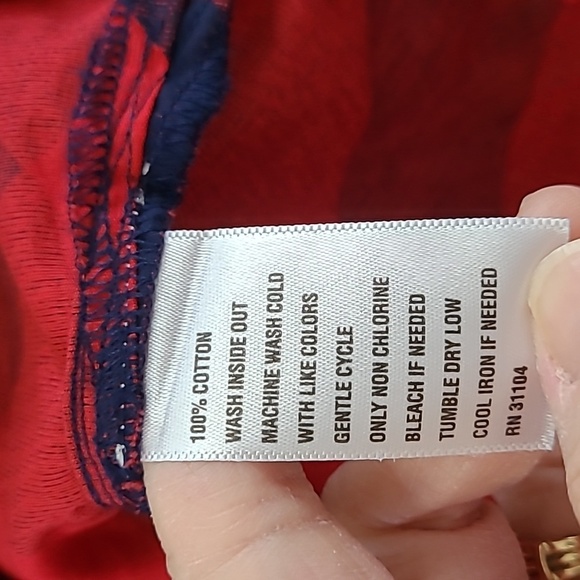 100% COTTON
WASH INSIDE OUT
MACHINE WASH COLD
WITH LIKE COLORS
GENTLE CYCLE
ONLY NON CHLORINE
BLEACH IF NEEDED
TUMBLE DRY LOW
COOL IRON IF NEEDED
RN 31104